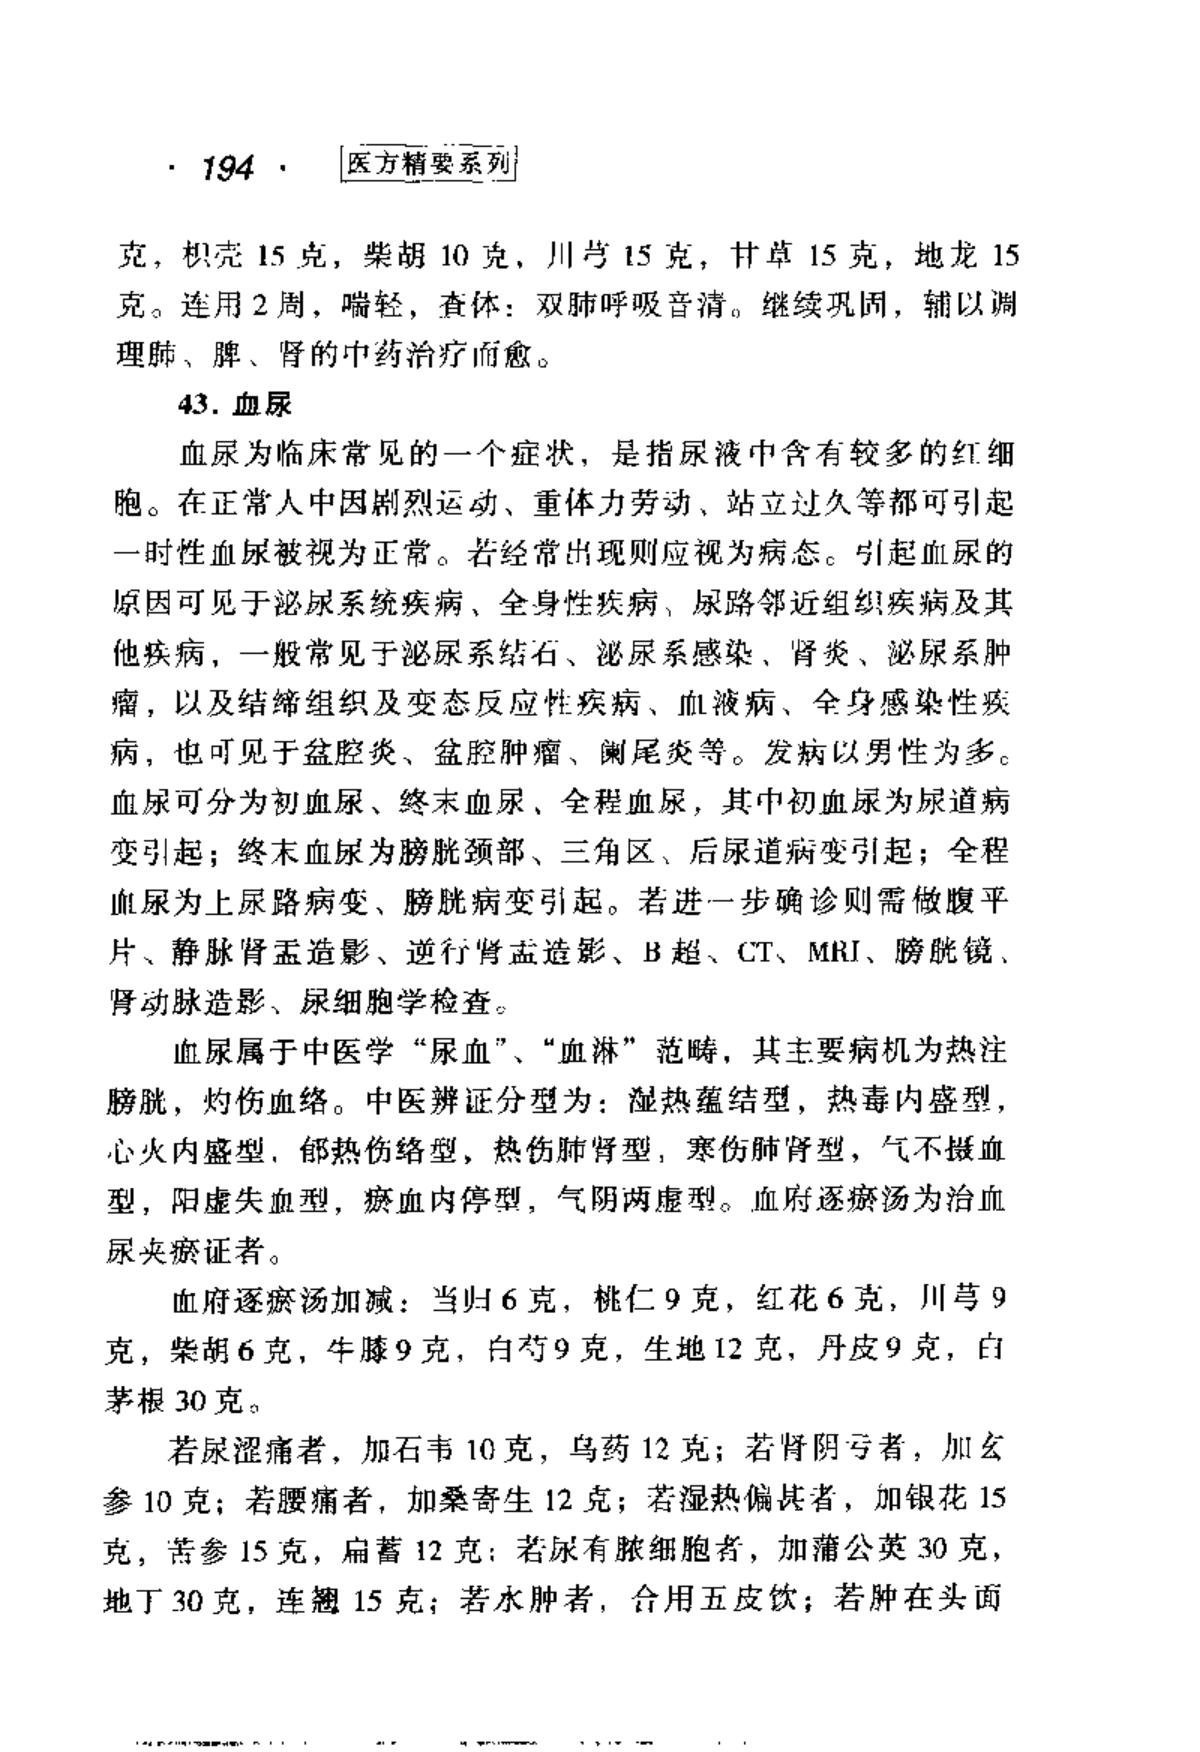 · 194 · 医方精要系列
克，枳壳 15 克，柴胡 10 克，川芎 15 克，甘草 15 克，地龙 15
克。连用 2 周，喘轻，查体：双肺呼吸音清。继续巩固，辅以调
理肺、脾、肾的中药治疗而愈。
43. 血尿
血尿为临床常见的一个症状，是指尿液中含有较多的红细
胞。在正常人中因剧烈运动、重体力劳动、站立过久等都可引起
一时性血尿被视为正常。若经常出现则应视为病态。引起血尿的
原因可见于泌尿系统疾病、全身性疾病、尿路邻近组织疾病及其
他疾病，一般常见于泌尿系结石、泌尿系感染、肾炎、泌尿系肿
瘤，以及结缔组织及变态反应性疾病、血液病、全身感染性疾
病，也可见于盆腔炎、盆腔肿瘤、阑尾炎等。发病以男性为多。
血尿可分为初血尿、终末血尿、全程血尿，其中初血尿为尿道病
变引起；终末血尿为膀胱颈部、三角区、后尿道病变引起；全程
血尿为上尿路病变、膀胱病变引起。若进一步确诊则需做腹平
片、静脉肾盂造影、逆行肾盂造影、B 超、CT、MRI、膀胱镜、
肾动脉造影、尿细胞学检查。
血尿属于中医学“尿血”、“血淋”范畴，其主要病机为热注
膀胱，灼伤血络。中医辨证分型为：湿热蕴结型，热毒内盛型，
心火内盛型，郁热伤络型，热伤肺肾型，寒伤肺肾型，气不摄血
型，阳虚失血型，瘀血内停型，气阴两虚型。血府逐瘀汤为治血
尿夹瘀证者。
血府逐瘀汤加减：当归 6 克，桃仁 9 克，红花 6 克，川芎 9
克，柴胡 6 克，牛膝 9 克，白芍 9 克，生地 12 克，丹皮 9 克，白
茅根 30 克。
若尿涩痛者，加石韦 10 克，乌药 12 克；若肾阴亏者，加玄
参 10 克；若腰痛者，加桑寄生 12 克；若湿热偏甚者，加银花 15
克，苦参 15 克，扁蓄 12 克；若尿有脓细胞者，加蒲公英 30 克，
地丁 30 克，连翘 15 克；若水肿者，合用五皮饮；若肿在头面